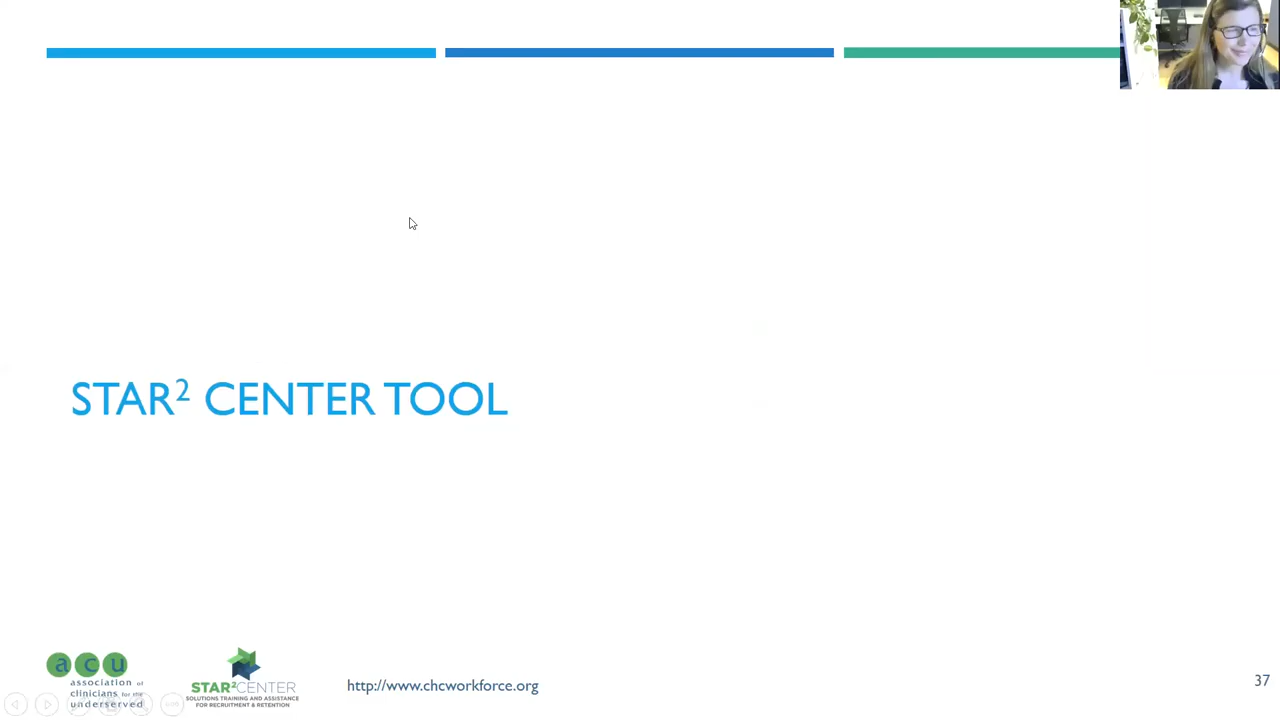 STAR² CENTER TOOL
acu
association of
clinicians for the
underserved
STAR²CENTER
SOLUTIONS TRAINING AND ASSISTANCE
FOR RECRUITMENT & RETENTION
http://www.chcworkforce.org
37